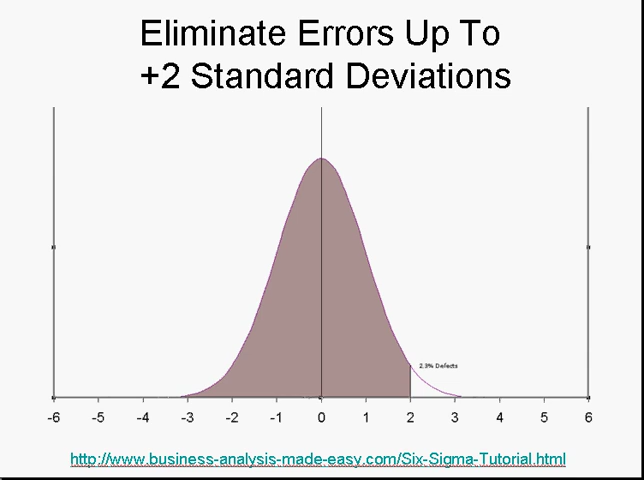 Eliminate Errors Up To
+2 Standard Deviations
2.3% Defects
-6 -5 -4 -3 -2 -1 0 1 2 3 4 5 6
http://www.business-analysis-made-easy.com/Six-Sigma-Tutorial.html